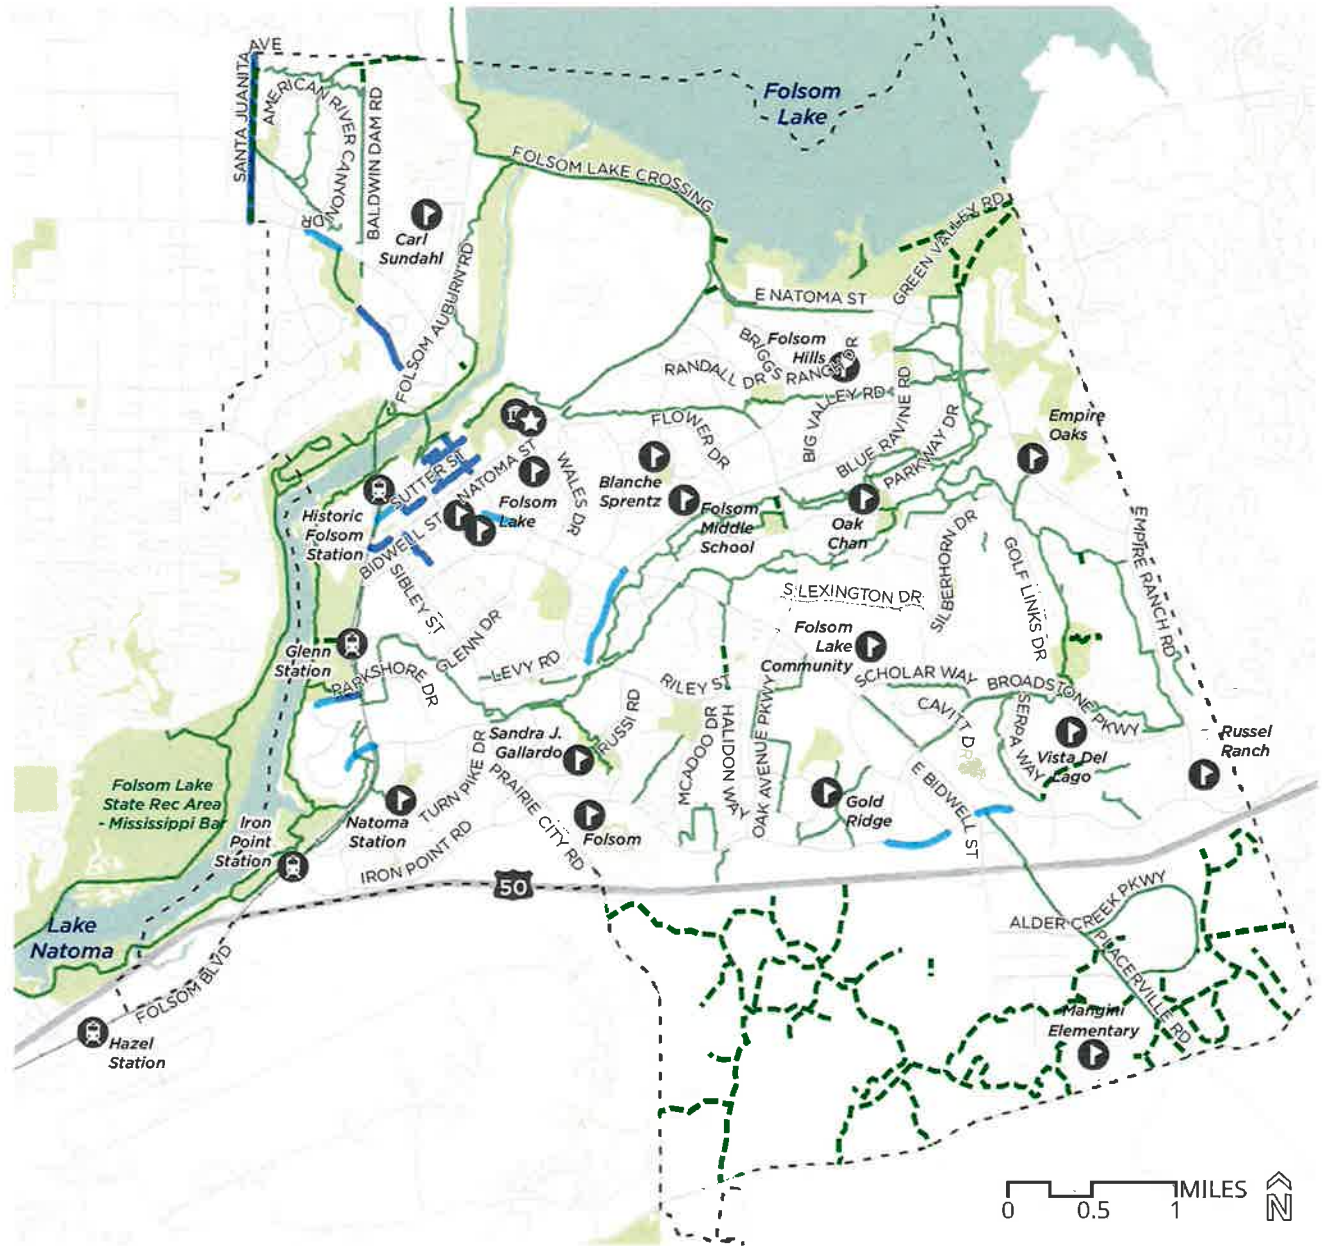 AVE
SANTA JUANITA
AMERICAN RIVER CANYON
DR
BALDWIN DAM RD
Folsom
Lake
FOLSOM LAKE CROSSING
Carl
Sundahl
FOLSOM AUBURN RD
GREEN VALLEY RD
E NATOMA ST
Folsom
Hills
BRIGGS RANCH DR
RANDALL DR
BIG VALLEY RD
FLOWER DR
BLUE RAVINE RD
PARKWAY DR
Empire
Oaks
SUTTER ST
NATOMA ST
WALES DR
Blanche
Sprentz
Folsom
Lake
Folsom
Middle
School
Oak
Chan
Historic
Folsom
Station
BIDWELL ST
SIBLEY ST
EMPIRE RANCH RD
S LEXINGTON DR
SILBERHORN DR
GOLF LINKS DR
GLENN DR
Glenn
Station
PARKSHORE DR
LEVY RD
Folsom
Lake
Community
SCHOLAR WAY
BROADSTONE PKWY
RILEY ST
RUSSI RD
CAVITT D
SERPA WAY
Sandra J.
Gallardo
MCADOO DR
HALIDON WAY
OAK AVENUE PKWY
Vista Del
Lago
Russel
Ranch
Folsom Lake
State Rec Area
- Mississippi Bar
Iron
Point
Station
Natoma
Station
TURN PIKE DR
PRAIRIE CITY RD
Folsom
Gold
Ridge
E BIDWELL ST
IRON POINT RD
50
Lake
Natoma
ALDER CREEK PKWY
PLACERVILLE RD
FOLSOM BLVD
Hazel
Station
Mangini
Elementary
MILES
0 0.5 1
N